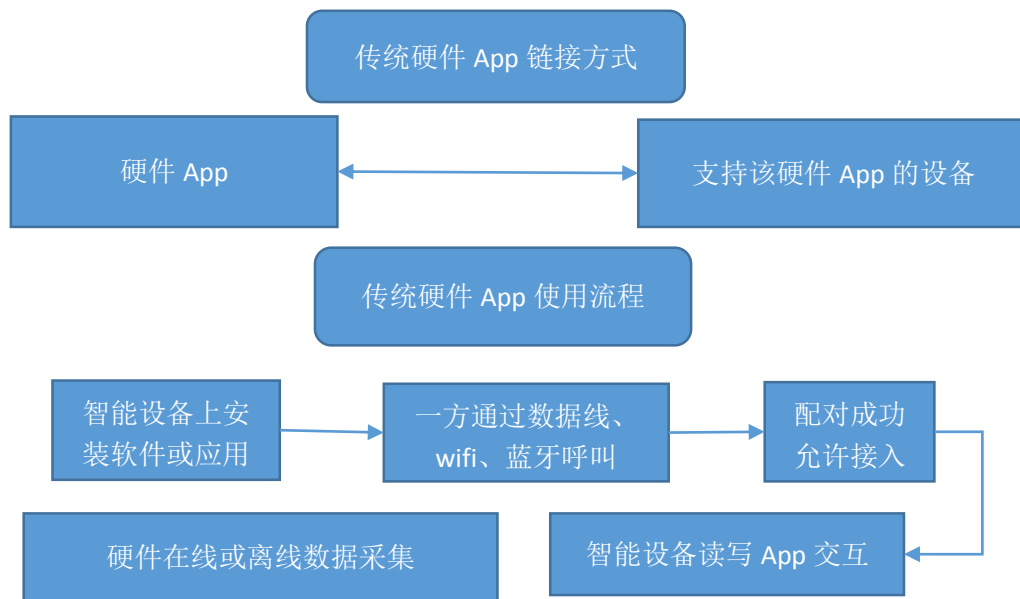 传统硬件 App 链接方式
硬件 App
支持该硬件 App 的设备
传统硬件 App 使用流程
智能设备上安
装软件或应用
一方通过数据线、
wifi、蓝牙呼叫
配对成功
允许接入
硬件在线或离线数据采集
智能设备读写 App 交互